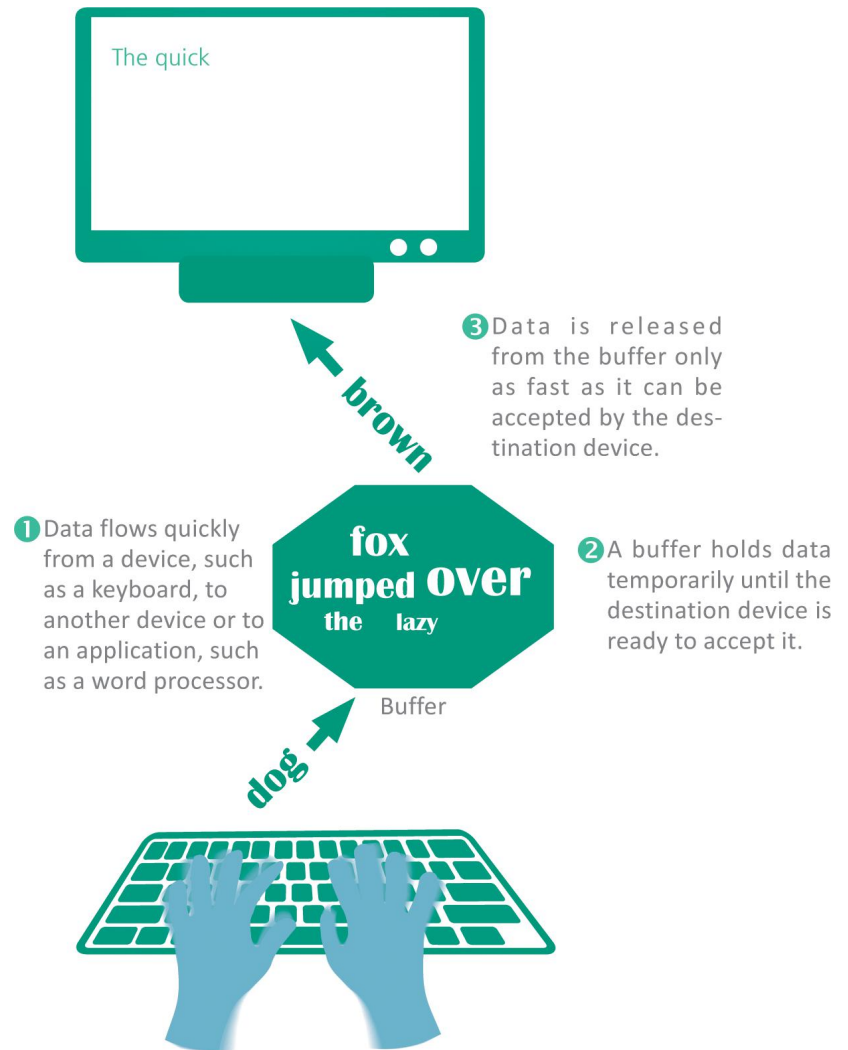 The quick
❸ Data is released
from the buffer only
as fast as it can be
accepted by the des-
tination device.
brown
❶ Data flows quickly
from a device, such
as a keyboard, to
another device or to
an application, such
as a word processor.
fox
jumped over
the lazy
❷ A buffer holds data
temporarily until the
destination device is
ready to accept it.
Buffer
dog